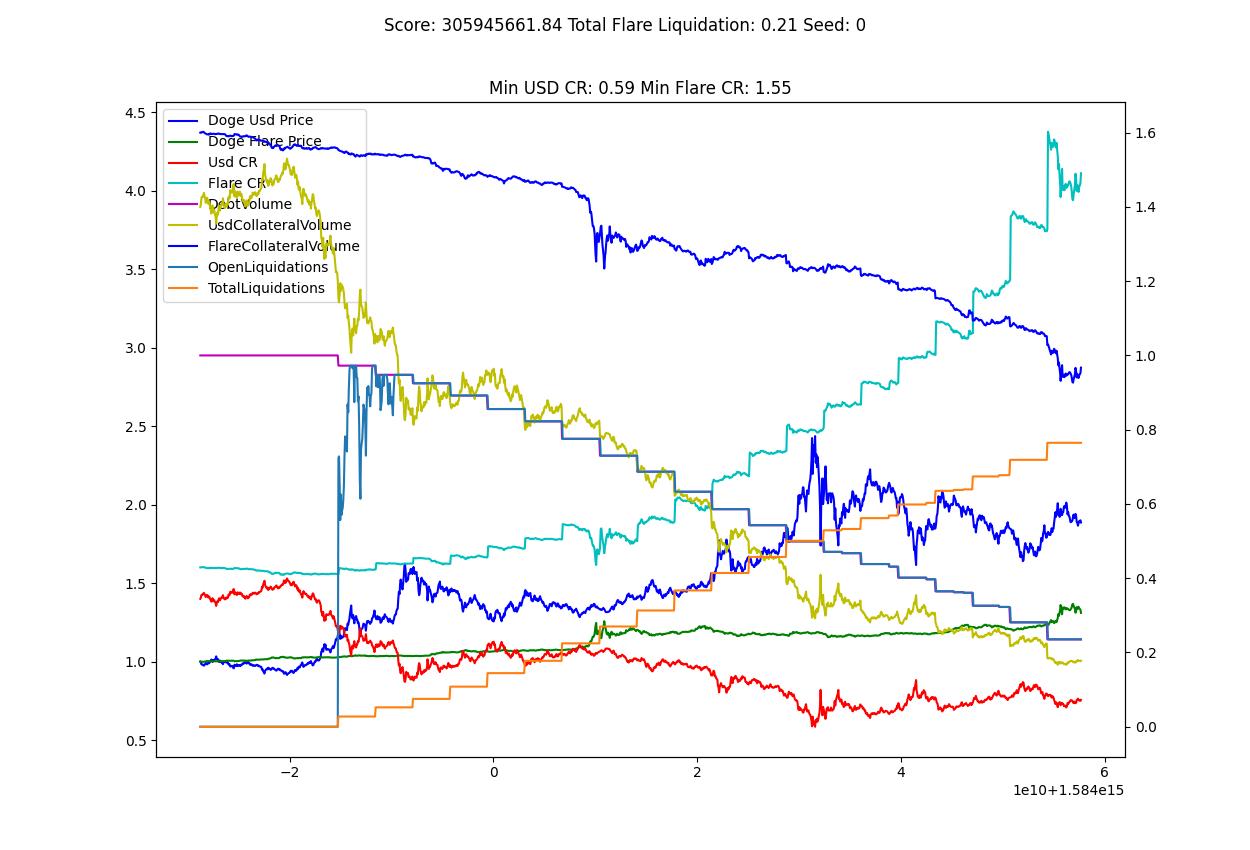 Score: 305945661.84 Total Flare Liquidation: 0.21 Seed: 0
Min USD CR: 0.59 Min Flare CR: 1.55
4.5
4.0
3.5
3.0
2.5
2.0
1.5
1.0
0.5
Doge Usd Price
Doge Flare Price
Usd CR
Flare CR
DebtVolume
UsdCollateralVolume
FlareCollateralVolume
OpenLiquidations
TotalLiquidations
1.6
1.4
1.2
1.0
0.8
0.6
0.4
0.2
0.0
−2 0 2 4 6
1e10+1.584e15